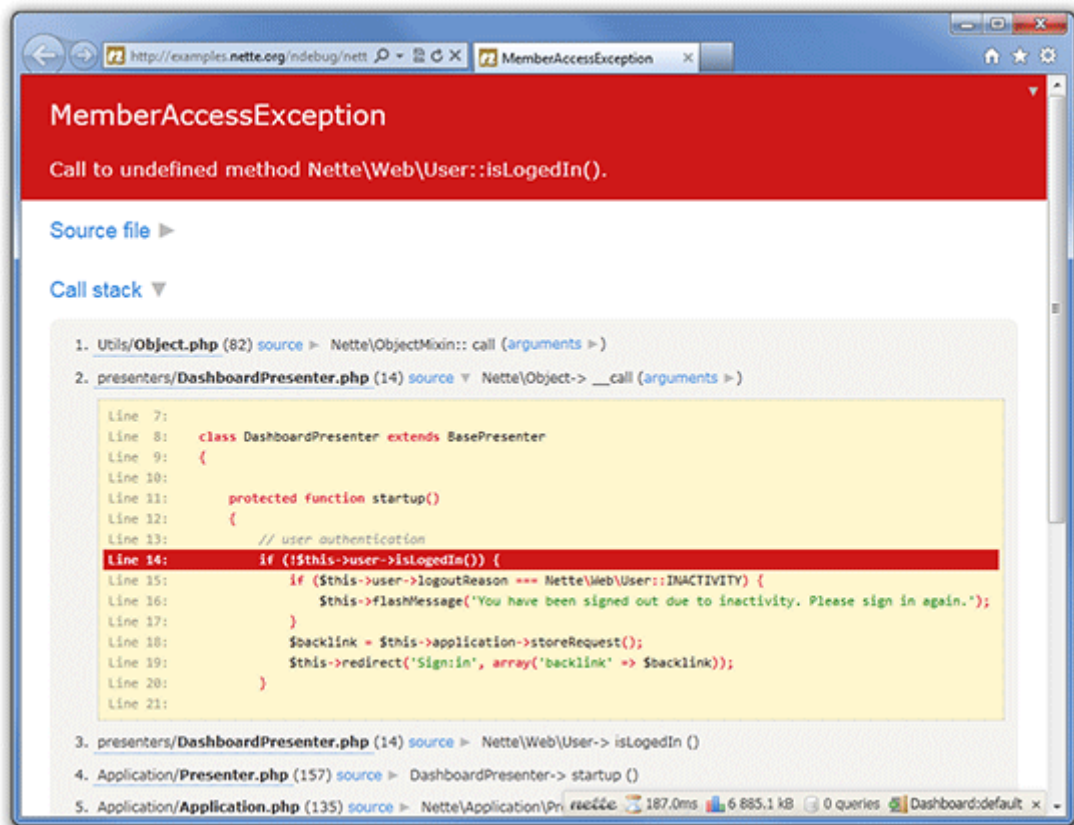 http://examples.nette.org/ndebug/nett
MemberAccessException
MemberAccessException
Call to undefined method Nette\Web\User::isLogedIn().
Source file ►
Call stack ▼
1. Utils/Object.php (82) source ► Nette\ObjectMixin:: call (arguments ►)
2. presenters/DashboardPresenter.php (14) source ▼ Nette\Object-> __call (arguments ►)
Line 7:
Line 8: class DashboardPresenter extends BasePresenter
Line 9: {
Line 10:
Line 11: protected function startup()
Line 12: {
Line 13: // user authentication
Line 14: if (!$this->user->isLogedIn()) {
Line 15: if ($this->user->logoutReason === Nette\Web\User::INACTIVITY) {
Line 16: $this->flashMessage('You have been signed out due to inactivity. Please sign in again.');
Line 17: }
Line 18: $backlink = $this->application->storeRequest();
Line 19: $this->redirect('Sign:in', array('backlink' => $backlink));
Line 20: }
Line 21:
3. presenters/DashboardPresenter.php (14) source ► Nette\Web\User-> isLogedIn ()
4. Application/Presenter.php (157) source ► DashboardPresenter-> startup ()
5. Application/Application.php (135) source ► Nette\Application\Pr
nette 187.0ms 6 885.1 kB 0 queries Dashboard:default ×